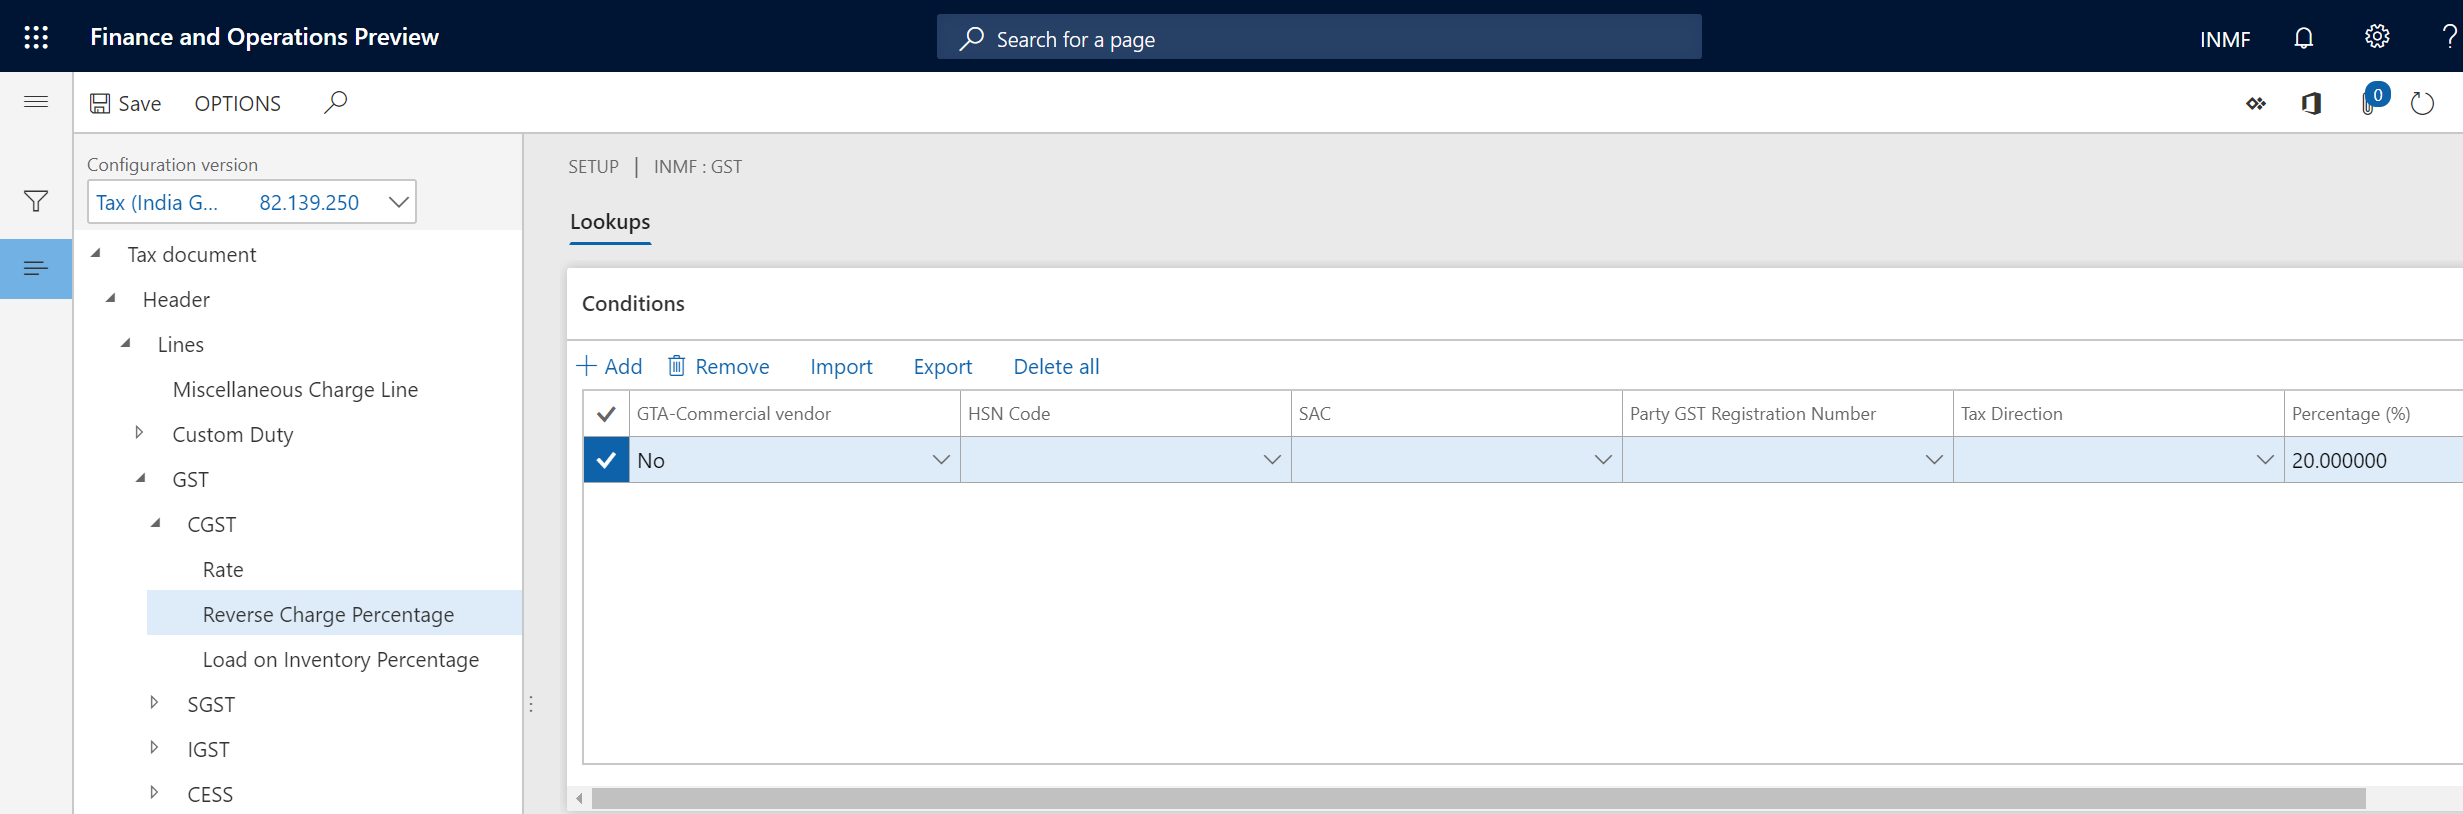 Finance and Operations Preview
Search for a page
INMF
?
Save
OPTIONS
0
Configuration version
Tax (India G... 82.139.250
Tax document
Header
Lines
Miscellaneous Charge Line
Custom Duty
GST
CGST
Rate
Reverse Charge Percentage
Load on Inventory Percentage
SGST
IGST
CESS
SETUP | INMF : GST
Lookups
Conditions
+ Add Remove Import Export Delete all
GTA-Commercial vendor HSN Code SAC Party GST Registration Number Tax Direction Percentage (%)
No 20.000000